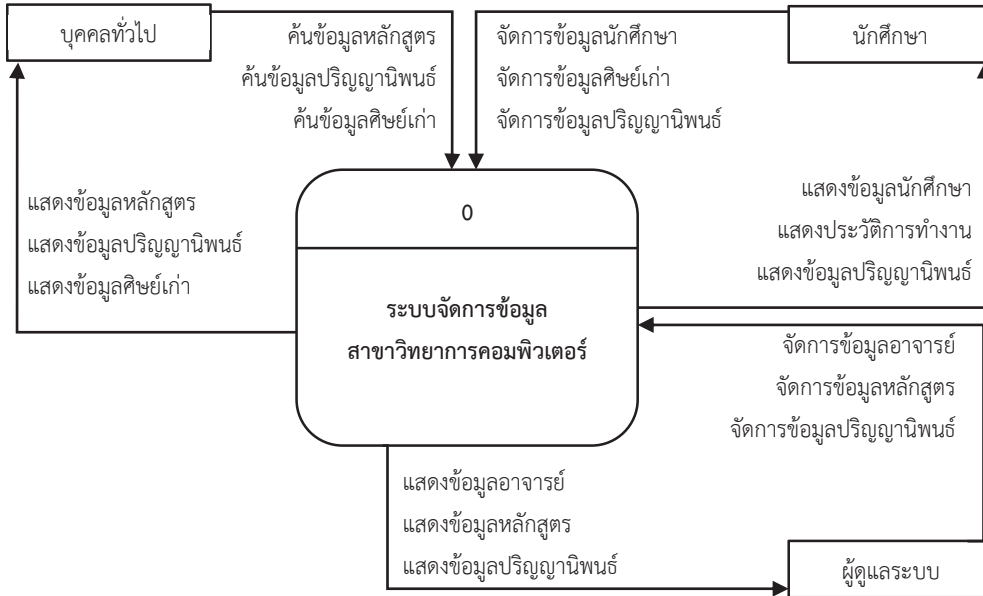 บุคคลทั่วไป
ค้นข้อมูลหลักสูตร
ค้นข้อมูลปริญญานิพนธ์
ค้นข้อมูลศิษย์เก่า
จัดการข้อมูลนักศึกษา
จัดการข้อมูลศิษย์เก่า
จัดการข้อมูลปริญญานิพนธ์
นักศึกษา
แสดงข้อมูลหลักสูตร
แสดงข้อมูลปริญญานิพนธ์
แสดงข้อมูลศิษย์เก่า
0
ระบบจัดการข้อมูล
สาขาวิทยาการคอมพิวเตอร์
แสดงข้อมูลนักศึกษา
แสดงประวัติการทำงาน
แสดงข้อมูลปริญญานิพนธ์
จัดการข้อมูลอาจารย์
จัดการข้อมูลหลักสูตร
จัดการข้อมูลปริญญานิพนธ์
แสดงข้อมูลอาจารย์
แสดงข้อมูลหลักสูตร
แสดงข้อมูลปริญญานิพนธ์
ผู้ดูแลระบบ